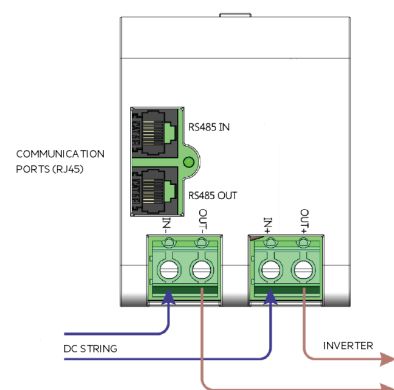 RS485 IN
COMMUNICATION
PORTS (RJ45)
RS485 OUT
IN-
OUT-
IN+
OUT+
DC STRING
INVERTER